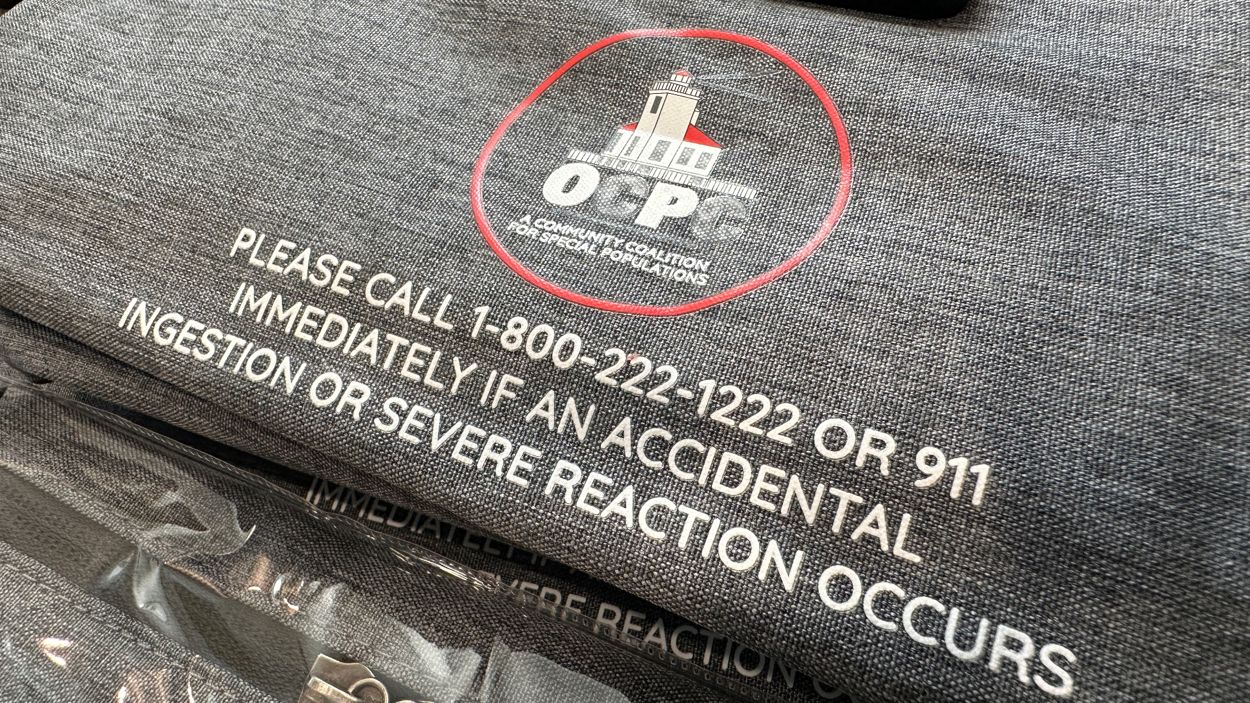 OCPC
A COMMUNITY COALITION
FOR SPECIAL POPULATIONS
PLEASE CALL 1-800-222-1222 OR 911
IMMEDIATELY IF AN ACCIDENTAL
INGESTION OR SEVERE REACTION OCCURS
IMMEDIATELY IF
SEVERE REACTION